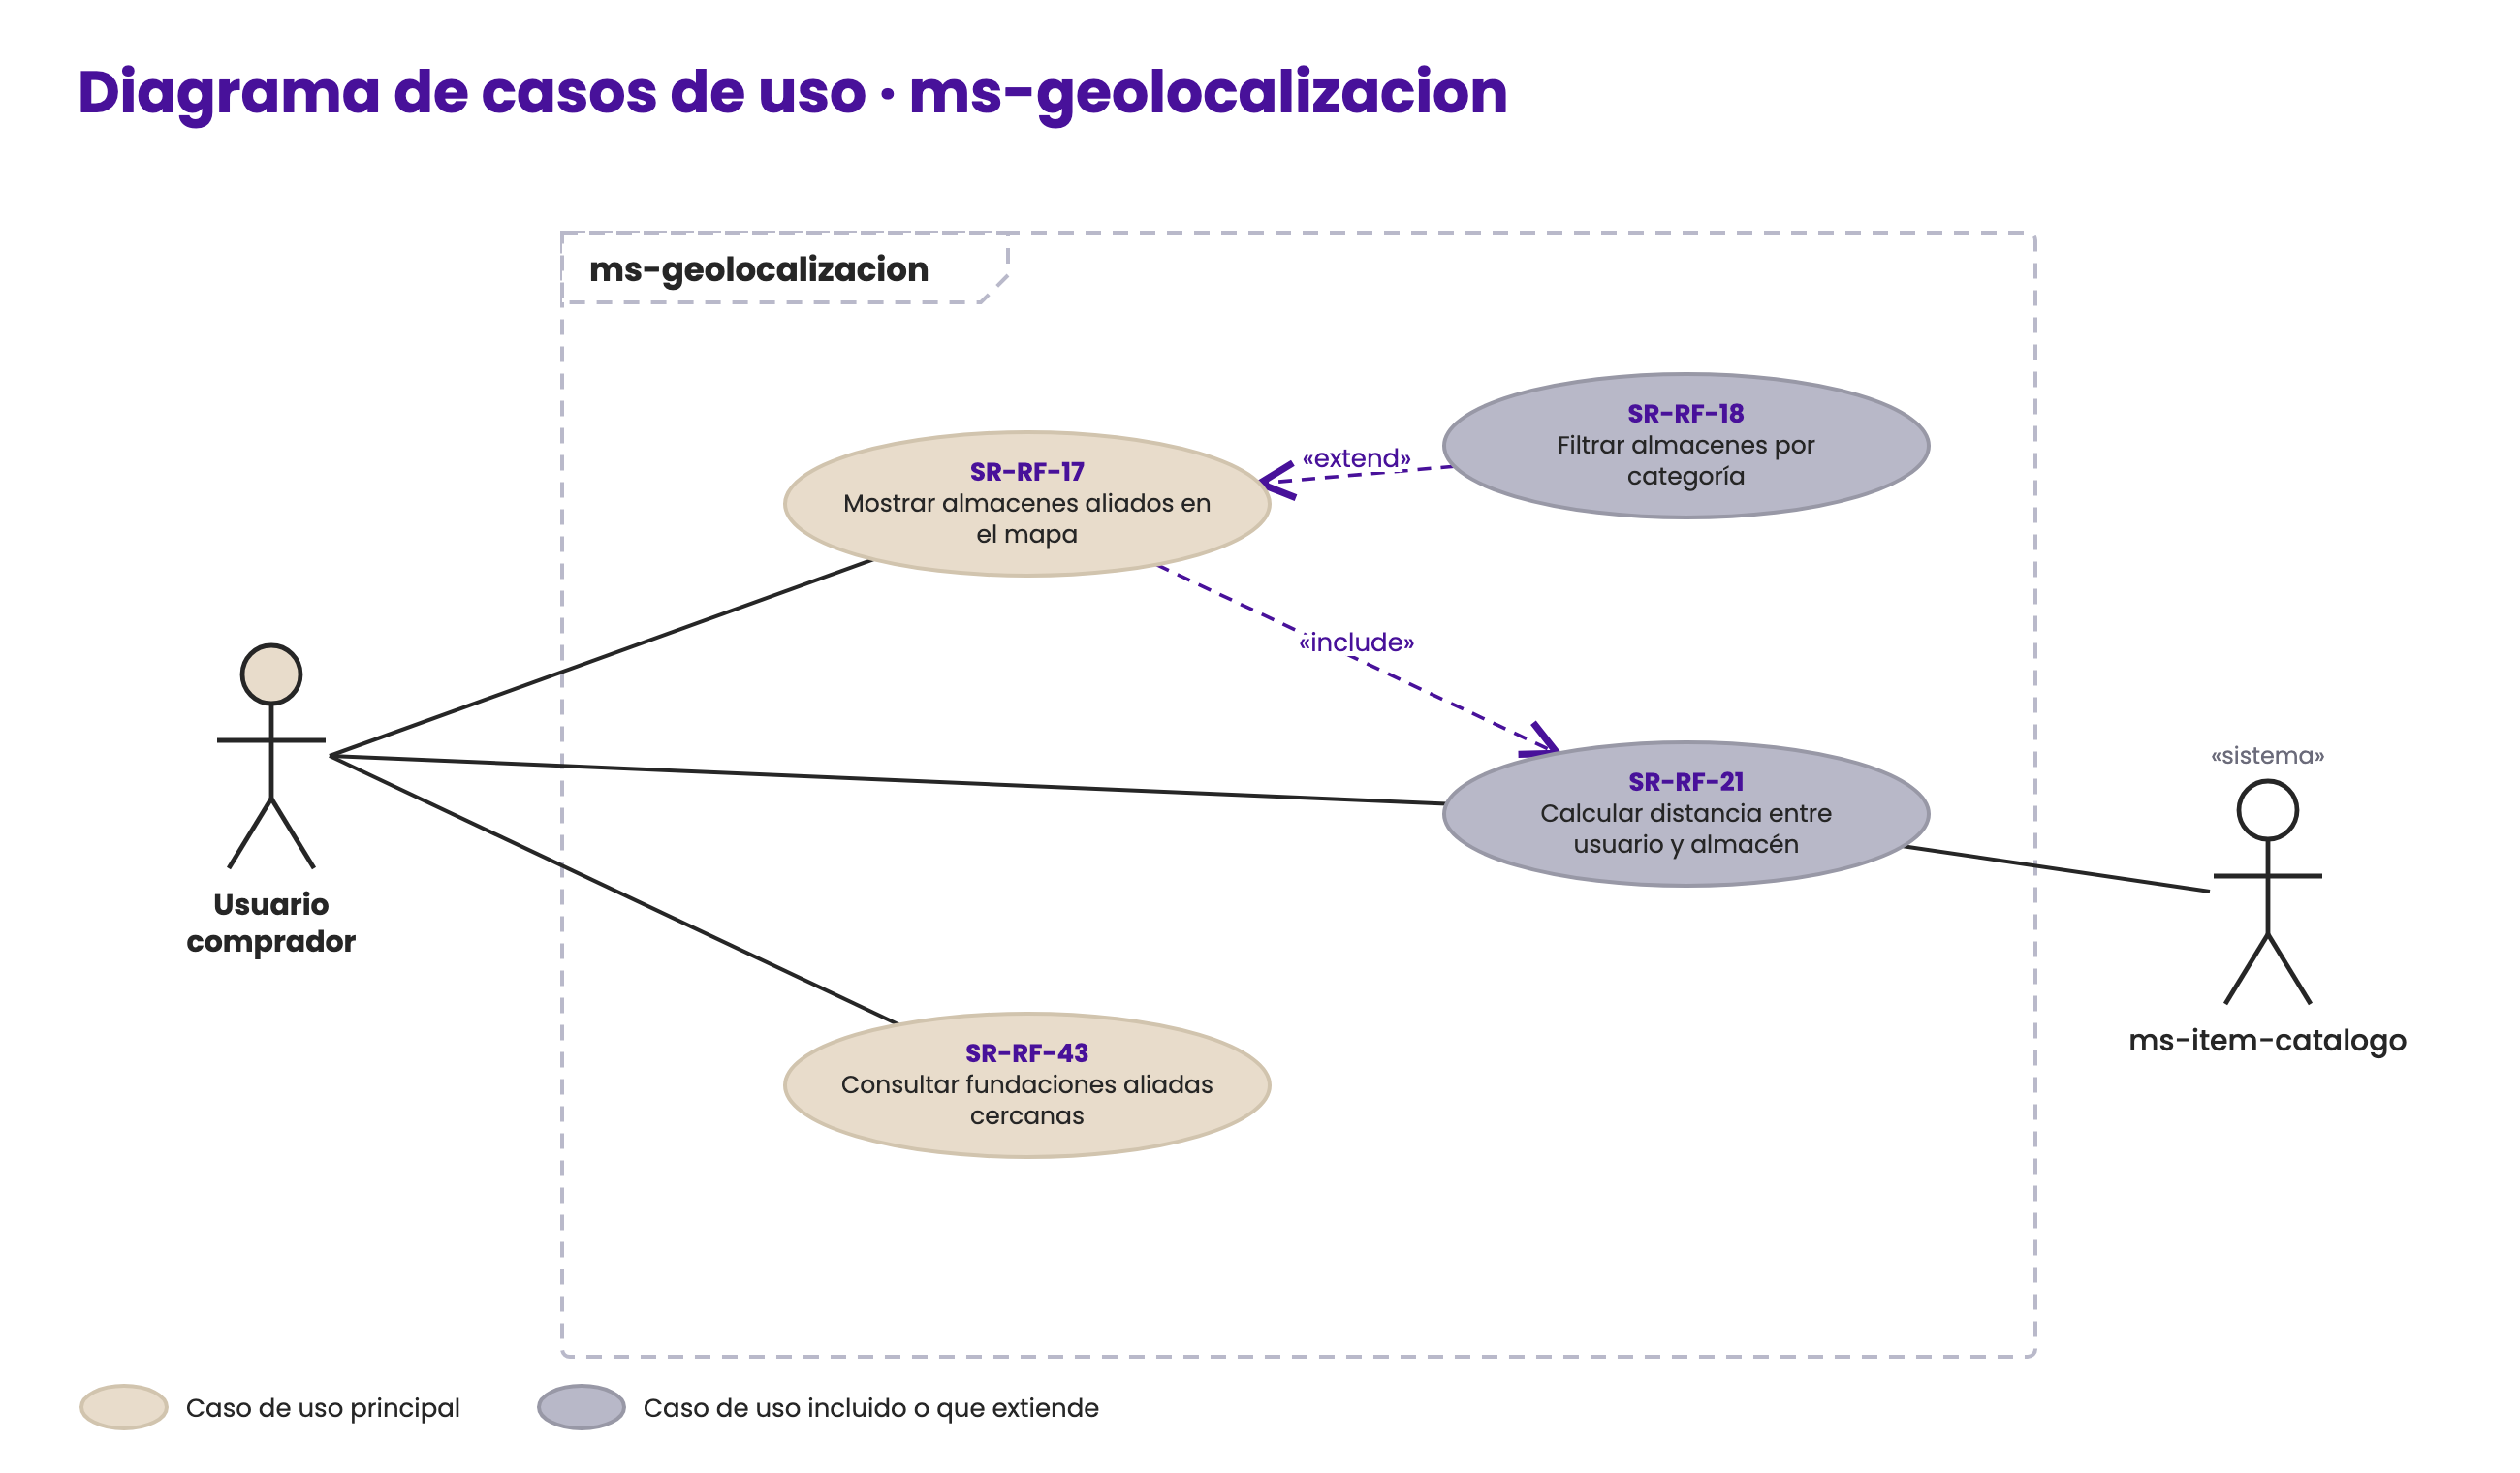 Diagrama de casos de uso · ms-geolocalizacion
ms-geolocalizacion
SR-RF-18
Filtrar almacenes por
categoría
«extend»
SR-RF-17
Mostrar almacenes aliados en
el mapa
«include»
SR-RF-21
Calcular distancia entre
usuario y almacén
«sistema»
Usuario
comprador
ms-item-catalogo
SR-RF-43
Consultar fundaciones aliadas
cercanas
Caso de uso principal
Caso de uso incluido o que extiende